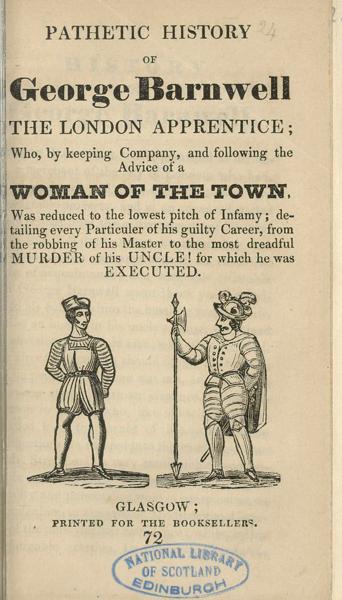 24
PATHETIC HISTORY
OF
George Barnwell
THE LONDON APPRENTICE;
Who, by keeping Company, and following the
Advice of a
WOMAN OF THE TOWN,
Was reduced to the lowest pitch of Infamy; de-
tailing every Particuler of his guilty Career, from
the robbing of his Master to the most dreadful
MURDER of his UNCLE! for which he was
EXECUTED.
GLASGOW;
PRINTED FOR THE BOOKSELLERS.
72
NATIONAL LIBRARY
OF SCOTLAND
EDINBURGH